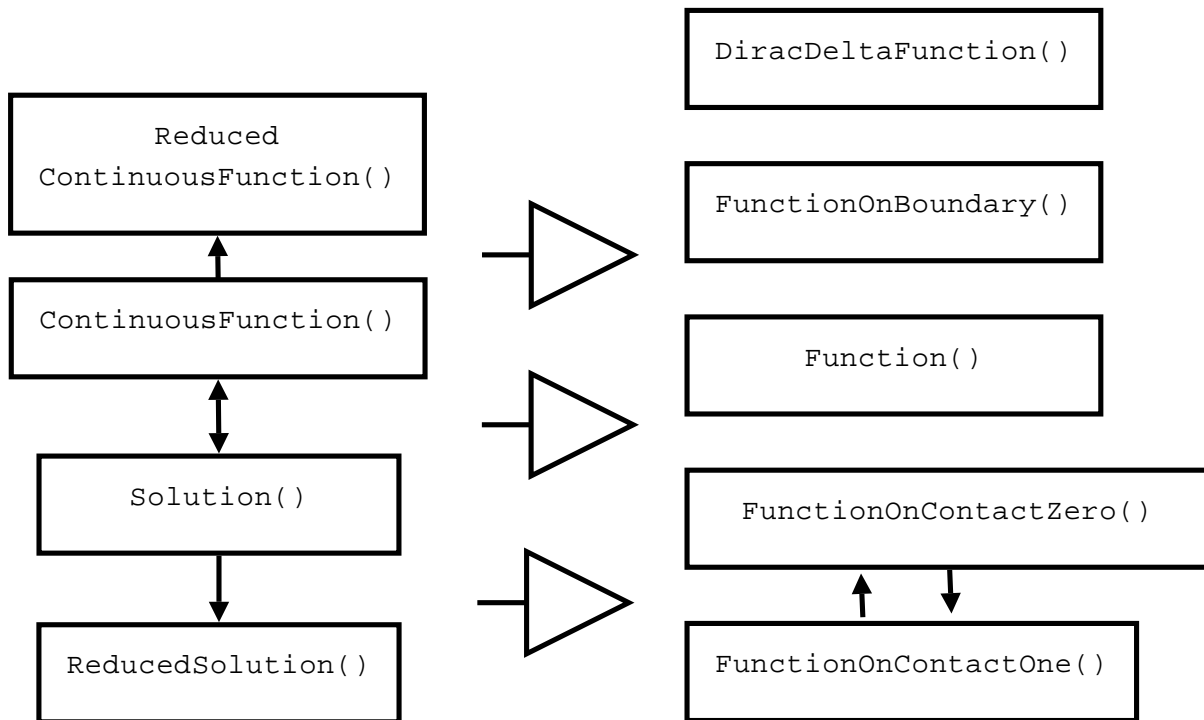 Reduced
ContinuousFunction()
ContinuousFunction()
Solution()
ReducedSolution()
DiracDeltaFunction()
FunctionOnBoundary()
Function()
FunctionOnContactZero()
FunctionOnContactOne()